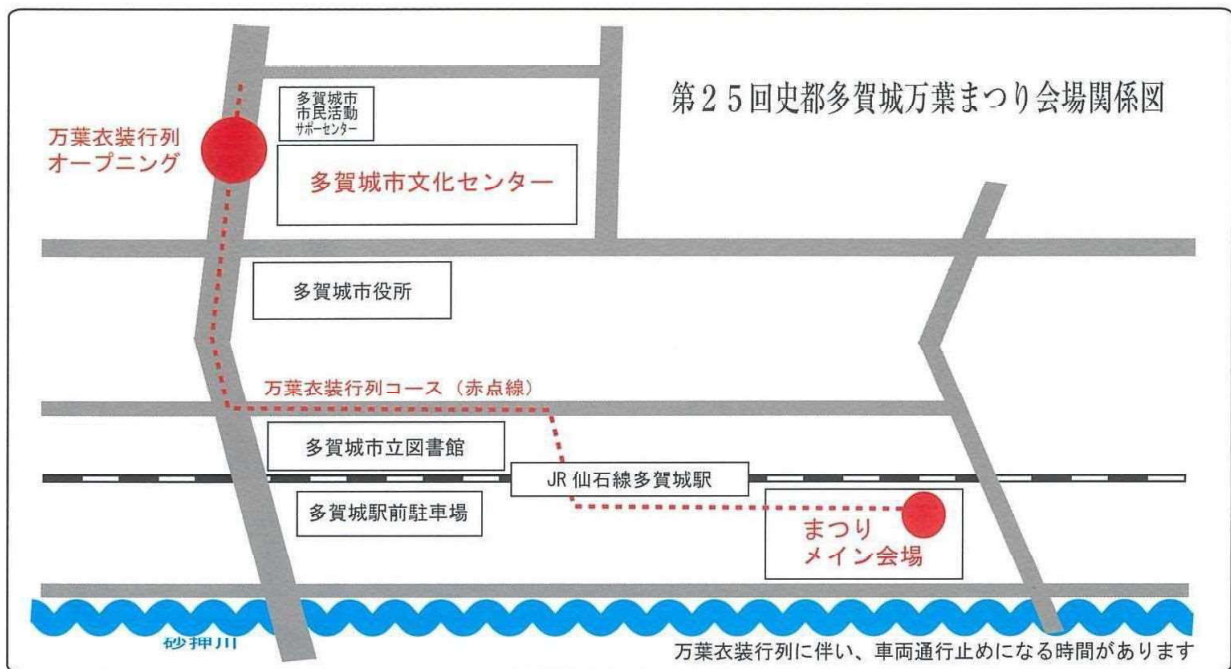 第25回史都多賀城万葉まつり会場関係図
多賀城市
市民活動
サポーセンター
万葉衣装行列
オープニング
多賀城市文化センター
多賀城市役所
万葉衣装行列コース（赤点線）
多賀城市立図書館
JR仙石線多賀城駅
多賀城駅前駐車場
まつり
メイン会場
砂押川
万葉衣装行列に伴い、車両通行止めになる時間があります